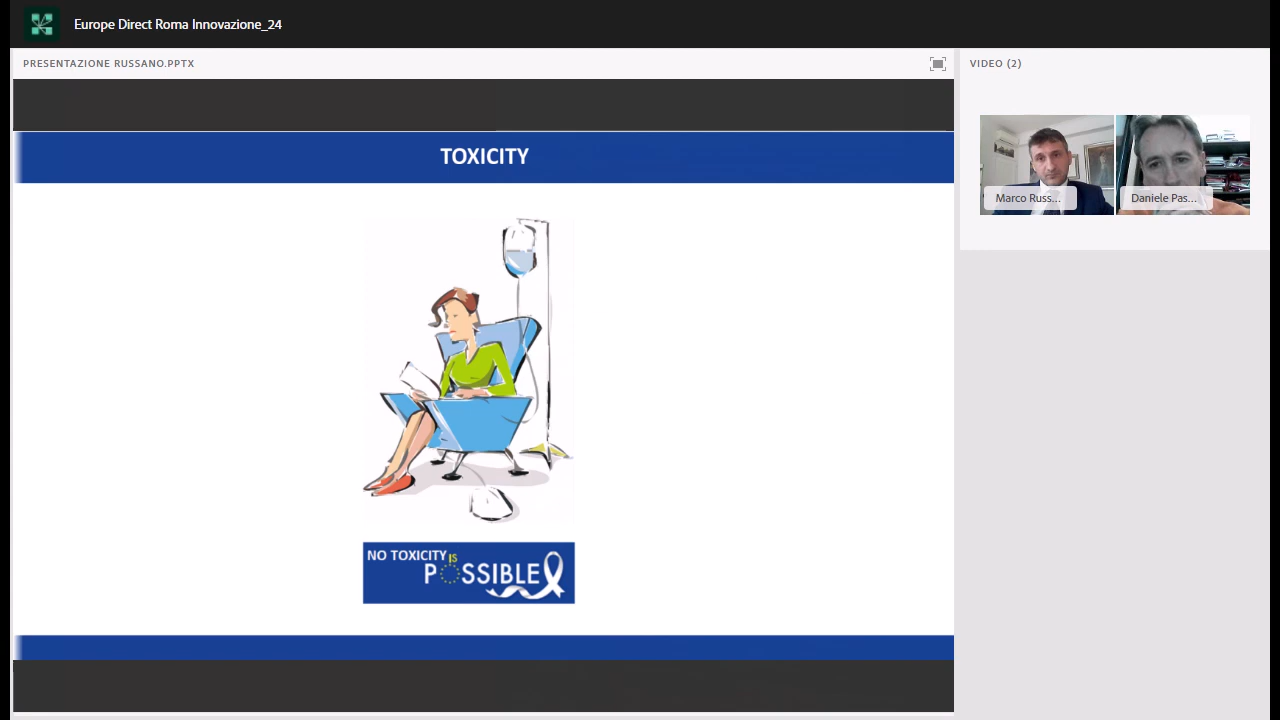 Europe Direct Roma Innovazione_24
PRESENTAZIONE RUSSANO.PPTX
VIDEO (2)
TOXICITY
Marco Russ...
Daniele Pas...
NO TOXICITY IS
POSSIBLE